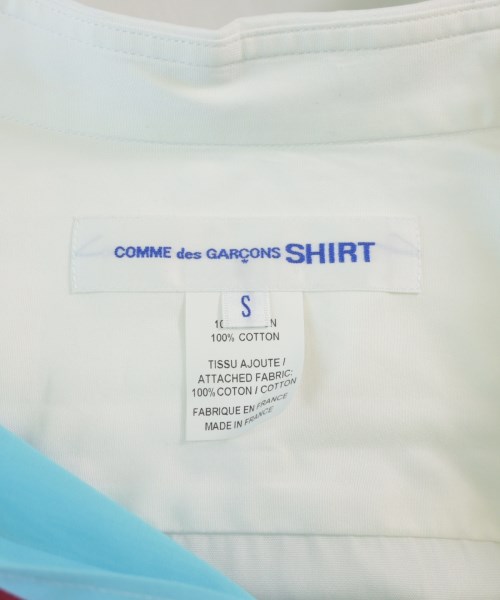 COMME des GARÇONS SHIRT
S
100% COTTON
TISSU AJOUTE /
ATTACHED FABRIC:
100% COTON / COTTON
FABRIQUE EN FRANCE
MADE IN FRANCE